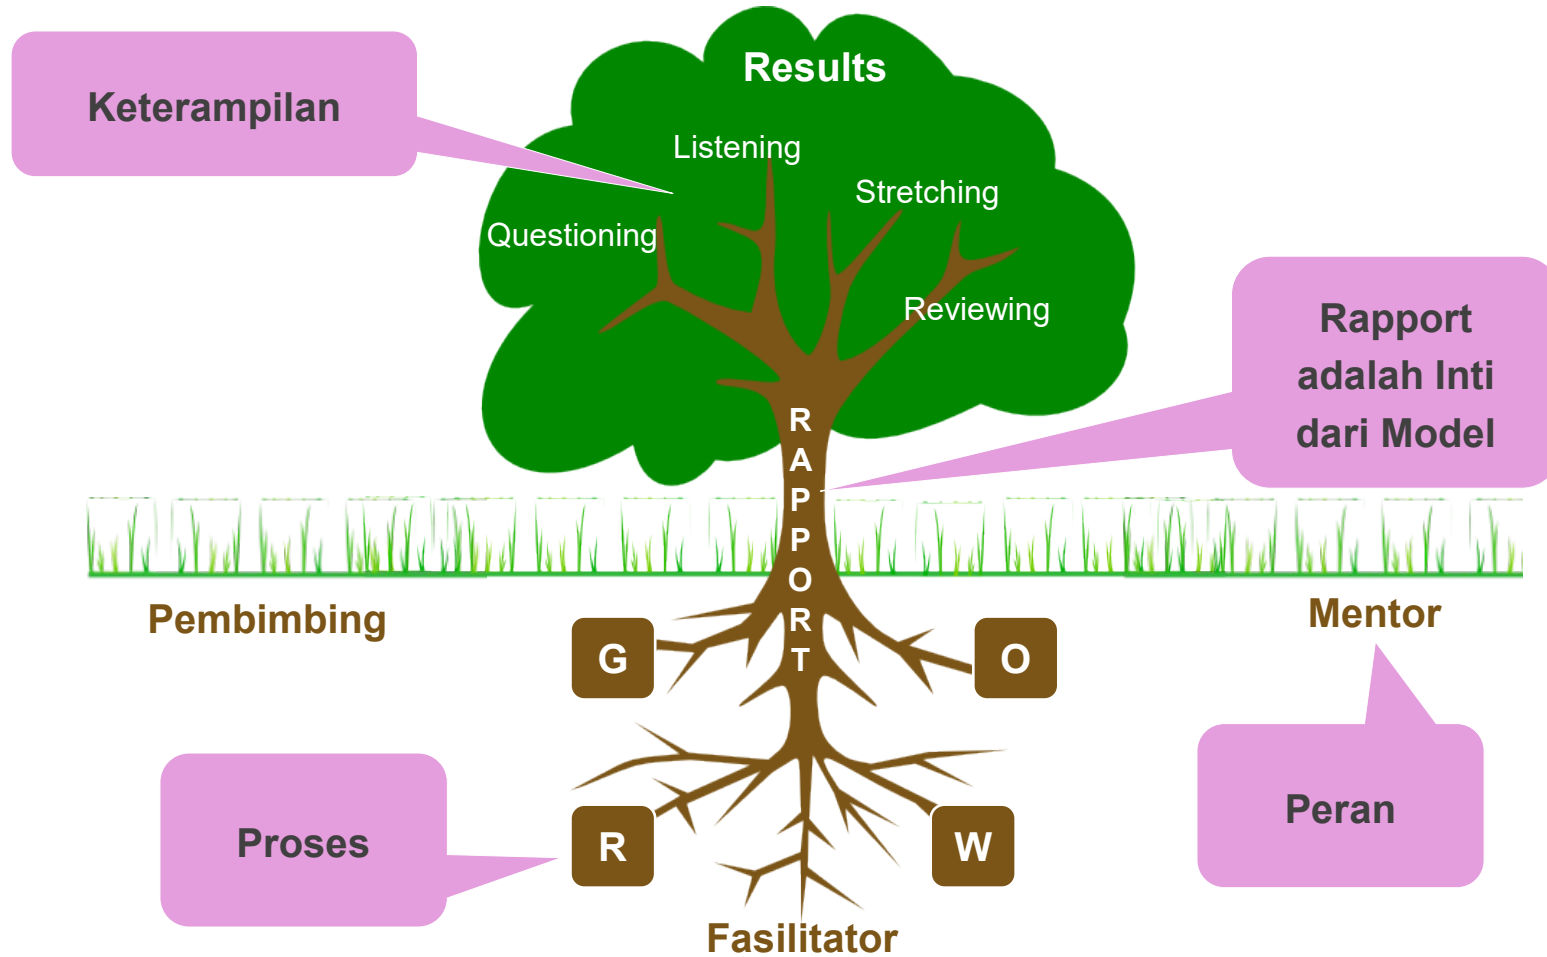 Results
Keterampilan
Listening
Stretching
Questioning
Reviewing
Rapport
adalah Inti
dari Model
R
A
P
P
O
R
T
Pembimbing
Mentor
G
O
Proses
R
W
Peran
Fasilitator